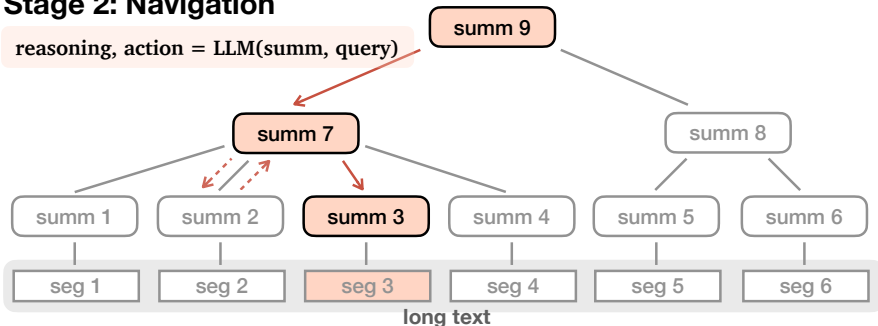 Stage 2: Navigation
reasoning, action = LLM(summ, query)
summ 9
summ 7
summ 8
summ 1
summ 2
summ 3
summ 4
summ 5
summ 6
seg 1
seg 2
seg 3
seg 4
seg 5
seg 6
long text